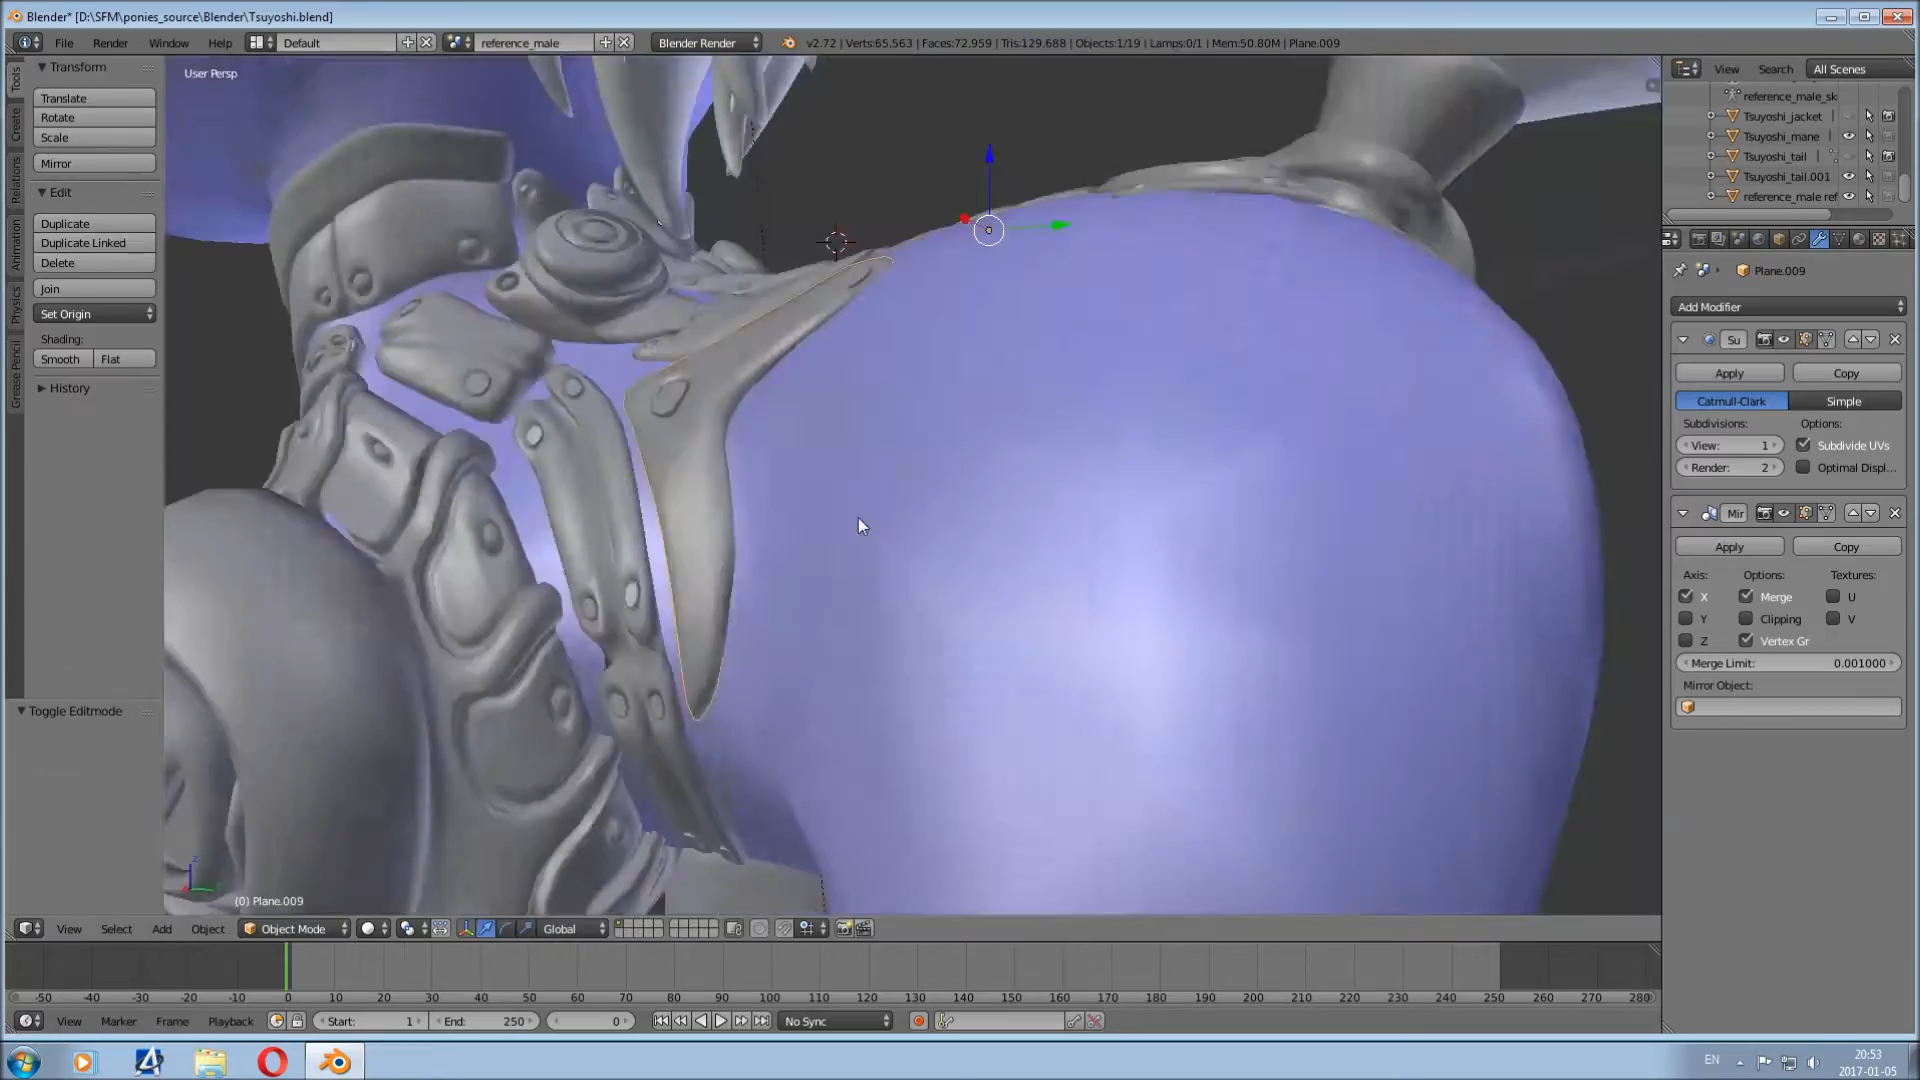 Blender* [D:\SFM\ponies_source\Blender\Tsuyoshi.blend]
File Render Window Help Default reference_male Blender Render v2.72 | Verts:65,563 | Faces:72,959 | Tris:129,688 | Objects:1/19 | Lamps:0/1 | Mem:50.80M | Plane.009
Tools
Create
Relations
Animation
Physics
Grease Pencil
Transform
Translate
Rotate
Scale
Mirror
Edit
Duplicate
Duplicate Linked
Delete
Join
Set Origin
Shading:
Smooth Flat
History
Toggle Editmode
User Persp
(0) Plane.009
View Search All Scenes
reference_male_sk
Tsuyoshi_jacket
Tsuyoshi_mane
Tsuyoshi_tail
Tsuyoshi_tail.001
reference_male ref
Plane.009
Add Modifier
Su
Apply Copy
Catmull-Clark Simple
Subdivisions: Options:
View: 1 Subdivide UVs
Render: 2 Optimal Displ...
Mir
Apply Copy
Axis: Options: Textures:
X Merge U
Y Clipping V
Z Vertex Gr
Merge Limit: 0.001000
Mirror Object:
View Select Add Object Object Mode Global
-50 -40 -30 -20 -10 0 10 20 30 40 50 60 70 80 90 100 110 120 130 140 150 160 170 180 190 200 210 220 230 240 250 260 270 280
View Marker Frame Playback Start: 1 End: 250 0 No Sync
EN
20:53
2017-01-05